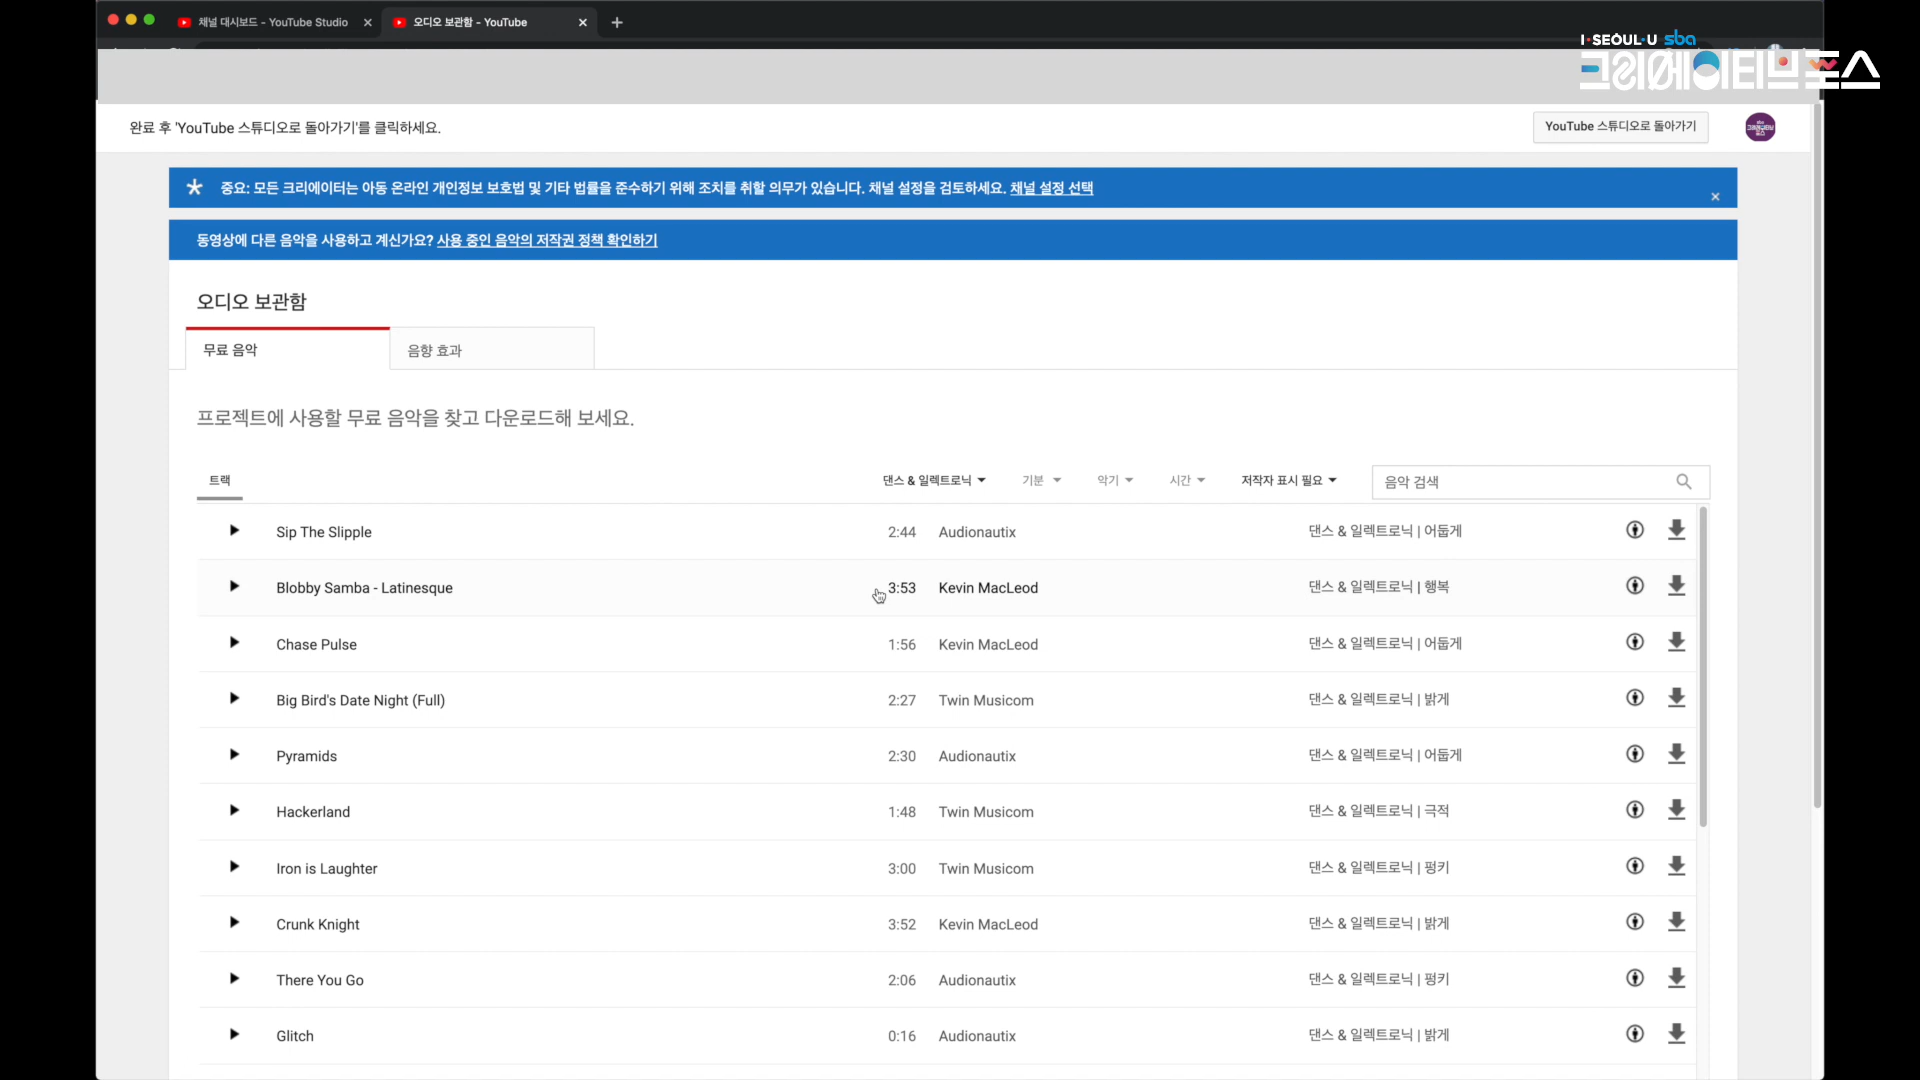 채널 대시보드 - YouTube Studio
오디오 보관함 - YouTube
I·SEOUL·U sba
크리에이티브포스
완료 후 'YouTube 스튜디오로 돌아가기'를 클릭하세요.
YouTube 스튜디오로 돌아가기
중요: 모든 크리에이터는 아동 온라인 개인정보 보호법 및 기타 법률을 준수하기 위해 조치를 취할 의무가 있습니다. 채널 설정을 검토하세요. 채널 설정 선택
동영상에 다른 음악을 사용하고 계신가요? 사용 중인 음악의 저작권 정책 확인하기
오디오 보관함
무료 음악 음향 효과
프로젝트에 사용할 무료 음악을 찾고 다운로드해 보세요.
트랙 댄스 & 일렉트로닉 기분 악기 시간 저작자 표시 필요 음악 검색
Sip The Slipple 2:44 Audionautix 댄스 & 일렉트로닉 | 어둡게
Blobby Samba - Latinesque 3:53 Kevin MacLeod 댄스 & 일렉트로닉 | 행복
Chase Pulse 1:56 Kevin MacLeod 댄스 & 일렉트로닉 | 어둡게
Big Bird's Date Night (Full) 2:27 Twin Musicom 댄스 & 일렉트로닉 | 밝게
Pyramids 2:30 Audionautix 댄스 & 일렉트로닉 | 어둡게
Hackerland 1:48 Twin Musicom 댄스 & 일렉트로닉 | 극적
Iron is Laughter 3:00 Twin Musicom 댄스 & 일렉트로닉 | 펑키
Crunk Knight 3:52 Kevin MacLeod 댄스 & 일렉트로닉 | 밝게
There You Go 2:06 Audionautix 댄스 & 일렉트로닉 | 펑키
Glitch 0:16 Audionautix 댄스 & 일렉트로닉 | 밝게